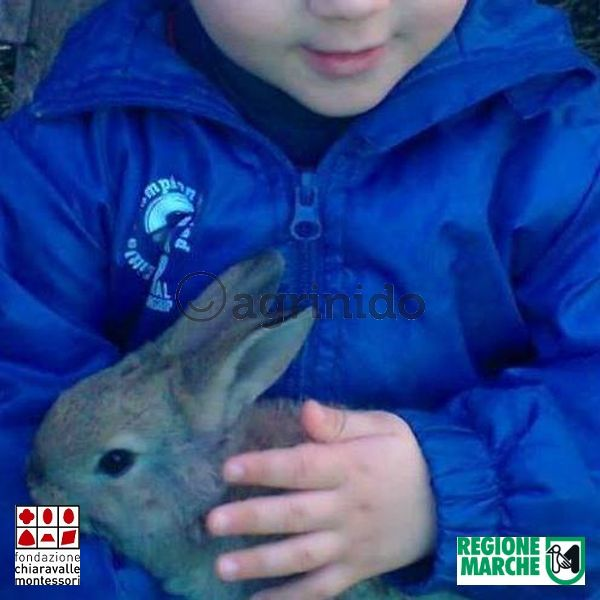 agrinido
fondazione
chiaravalle
montessori
REGIONE
MARCHE